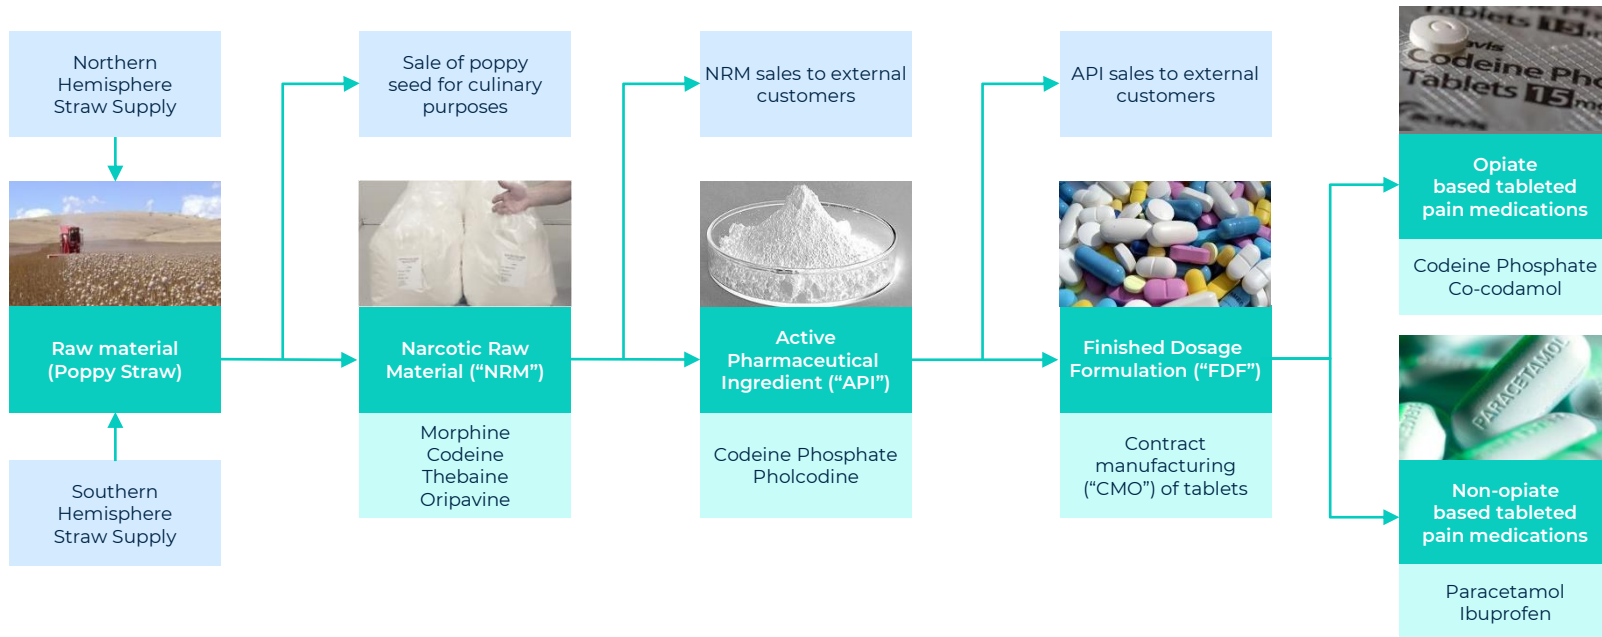 Northern
Hemisphere
Straw Supply
Raw material
(Poppy Straw)
Southern
Hemisphere
Straw Supply
Sale of poppy
seed for culinary
purposes
Narcotic Raw
Material (“NRM”)
Morphine
Codeine
Thebaine
Oripavine
NRM sales to external
customers
Active
Pharmaceutical
Ingredient (“API”)
Codeine Phosphate
Pholcodine
API sales to external
customers
Finished Dosage
Formulation (“FDF”)
Contract
manufacturing
(“CMO”) of tablets
Tablets 15
Codeine Pho
Tablets 15m
Opiate
based tableted
pain medications
Codeine Phosphate
Co-codamol
PARACETAMOL
Non-opiate
based tableted
pain medications
Paracetamol
Ibuprofen